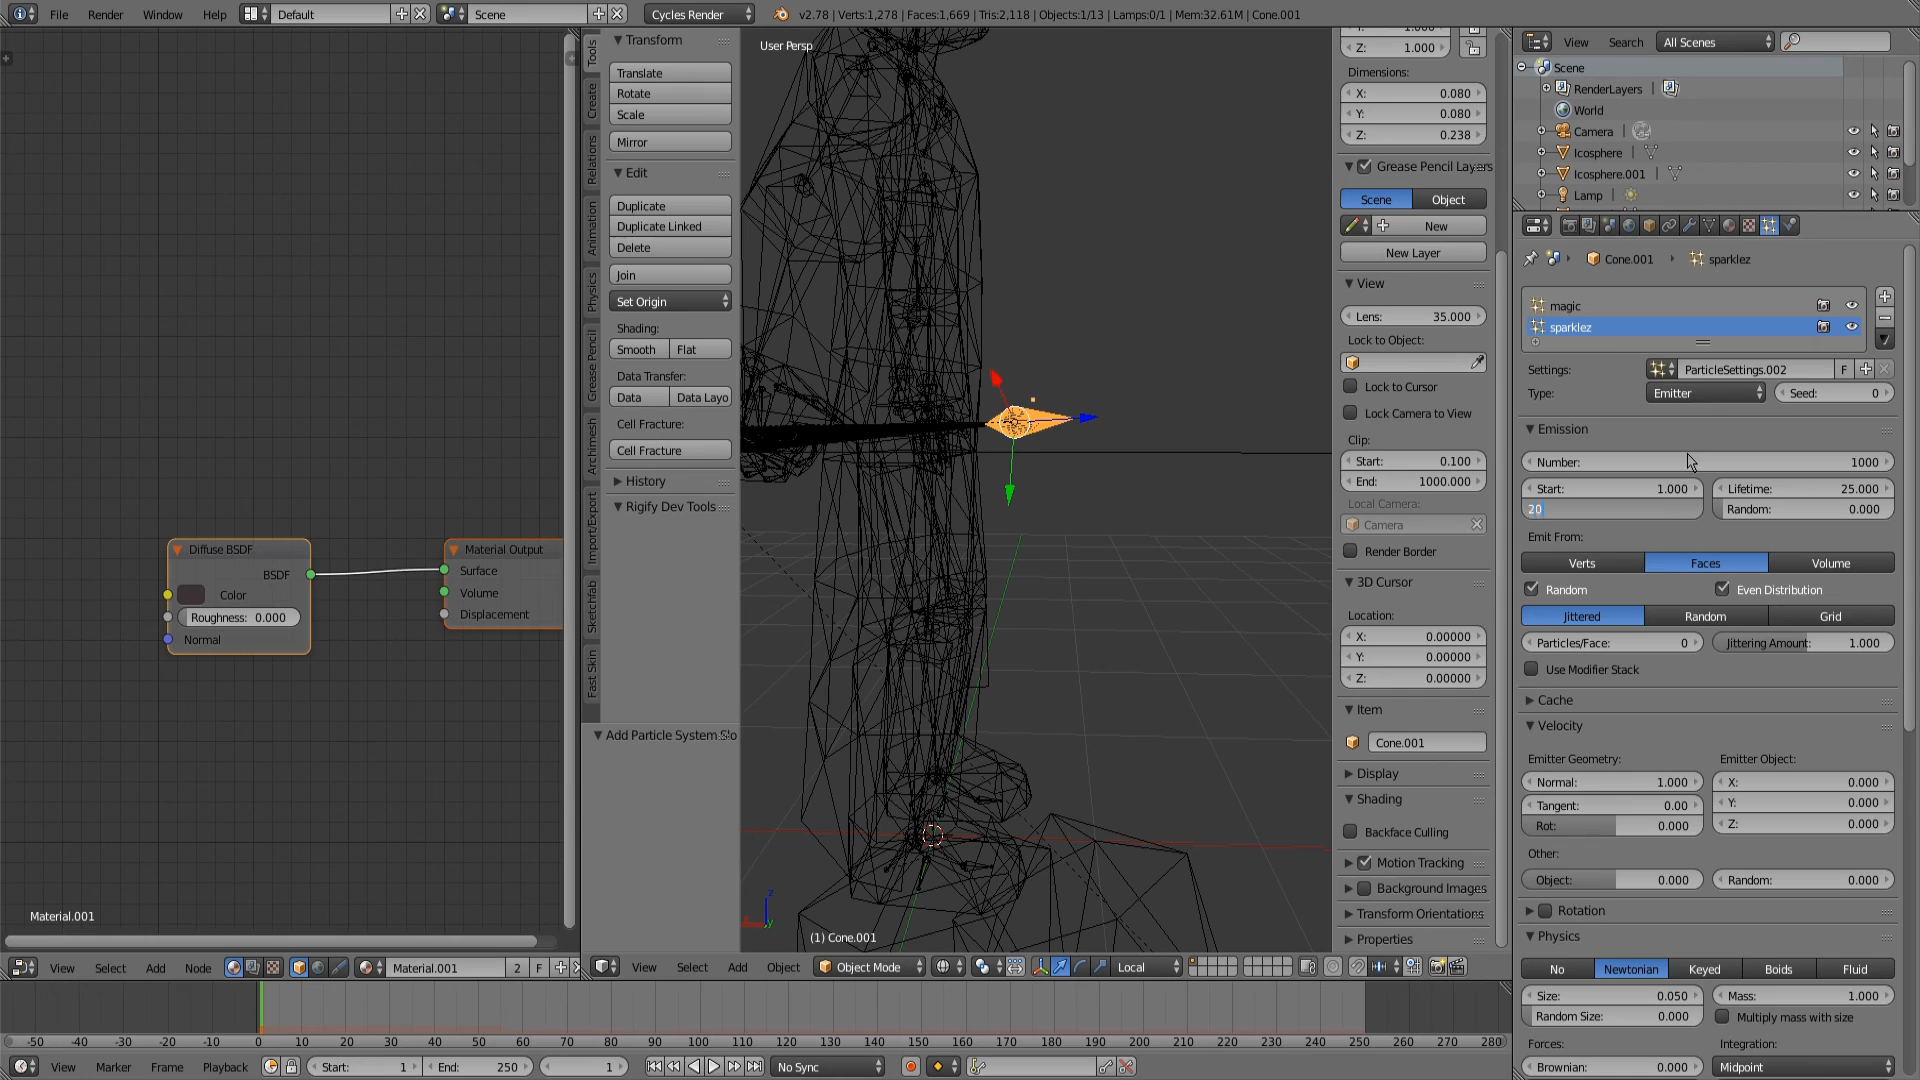 File Render Window Help Default Scene Cycles Render v2.78 | Verts:1,278 | Faces:1,669 | Tris:2,118 | Objects:1/13 | Lamps:0/1 | Mem:32.61M | Cone.001
Diffuse BSDF
BSDF
Color
Roughness: 0.000
Normal
Material Output
Surface
Volume
Displacement
Material.001
View Select Add Node Material.001 2 F
Tools
Create
Relations
Animation
Physics
Grease Pencil
Archimesh
Import/Export
Sketchfab
Fast Skin
Transform
Translate
Rotate
Scale
Mirror
Edit
Duplicate
Duplicate Linked
Delete
Join
Set Origin
Shading:
Smooth Flat
Data Transfer:
Data Data Layo
Cell Fracture:
Cell Fracture
History
Rigify Dev Tools
Add Particle System Slo
User Persp
(1) Cone.001
View Select Add Object Object Mode Local
Z: 1.000
Dimensions:
X: 0.080
Y: 0.080
Z: 0.238
Grease Pencil Layers
Scene Object
New
New Layer
View
Lens: 35.000
Lock to Object:
Lock to Cursor
Lock Camera to View
Clip:
Start: 0.100
End: 1000.000
Local Camera:
Camera
Render Border
3D Cursor
Location:
X: 0.00000
Y: 0.00000
Z: 0.00000
Item
Cone.001
Display
Shading
Backface Culling
Motion Tracking
Background Images
Transform Orientations
Properties
View Search All Scenes
Scene
RenderLayers
World
Camera
Icosphere
Icosphere.001
Lamp
Cone.001 sparklez
magic
sparklez
Settings: ParticleSettings.002 F
Type: Emitter Seed: 0
Emission
Number: 1000
Start: 1.000 Lifetime: 25.000
20 Random: 0.000
Emit From:
Verts Faces Volume
Random Even Distribution
Jittered Random Grid
Particles/Face: 0 Jittering Amount: 1.000
Use Modifier Stack
Cache
Velocity
Emitter Geometry: Emitter Object:
Normal: 1.000 X: 0.000
Tangent: 0.00 Y: 0.000
Rot: 0.000 Z: 0.000
Other:
Object: 0.000 Random: 0.000
Rotation
Physics
No Newtonian Keyed Boids Fluid
Size: 0.050 Mass: 1.000
Random Size: 0.000 Multiply mass with size
Forces: Integration:
Brownian: 0.000 Midpoint
-50 -40 -30 -20 -10 0 10 20 30 40 50 60 70 80 90 100 110 120 130 140 150 160 170 180 190 200 210 220 230 240 250 260 270 280
View Marker Frame Playback Start: 1 End: 250 1 No Sync